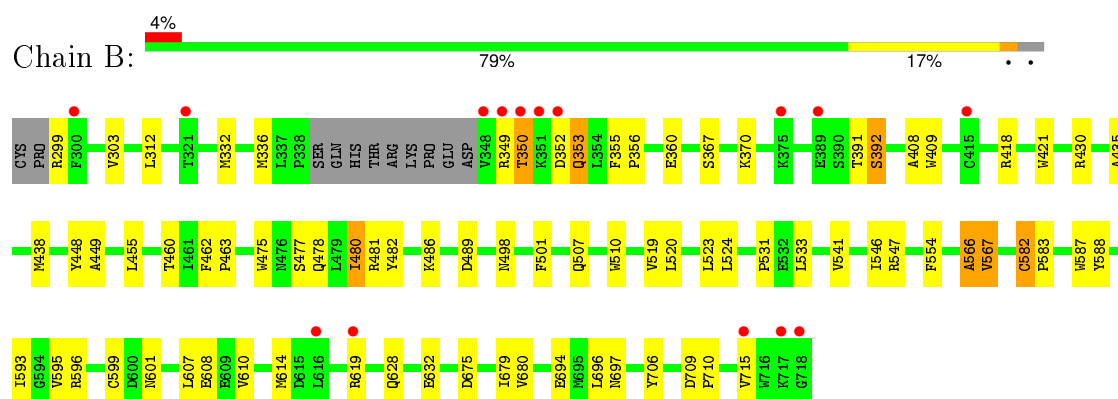 4%
Chain B:
79% 17% • •
CYS PRO R299 F300 V303 L312 T321 M332 M336 L337 P338 SER GLN HIS THR ARG LYS PRO GLU ASP V348 R349 T350 K351 D352 Q353 L354 F355 P356 E360 S367 K370 K375 E389 S390 T391 S392 A408 W409 C415 R418 W421 R430 A435
M438 Y448 A449 L455 T460 I461 F462 P463 W475 N476 S477 Q478 L479 I480 R481 Y482 K486 D489 N498 F501 Q507 W510 V519 L520 L523 L524 P531 E532 L533 V541 I546 R547 F554 A566 V567 C582 P583 W587 Y588
I593 G594 V595 R596 C599 D600 N601 L607 E608 E609 V610 M614 D615 L616 R619 Q628 E632 D675 I679 V680 E694 M695 L696 N697 Y706 D709 P710 V715 W716 K717 G718